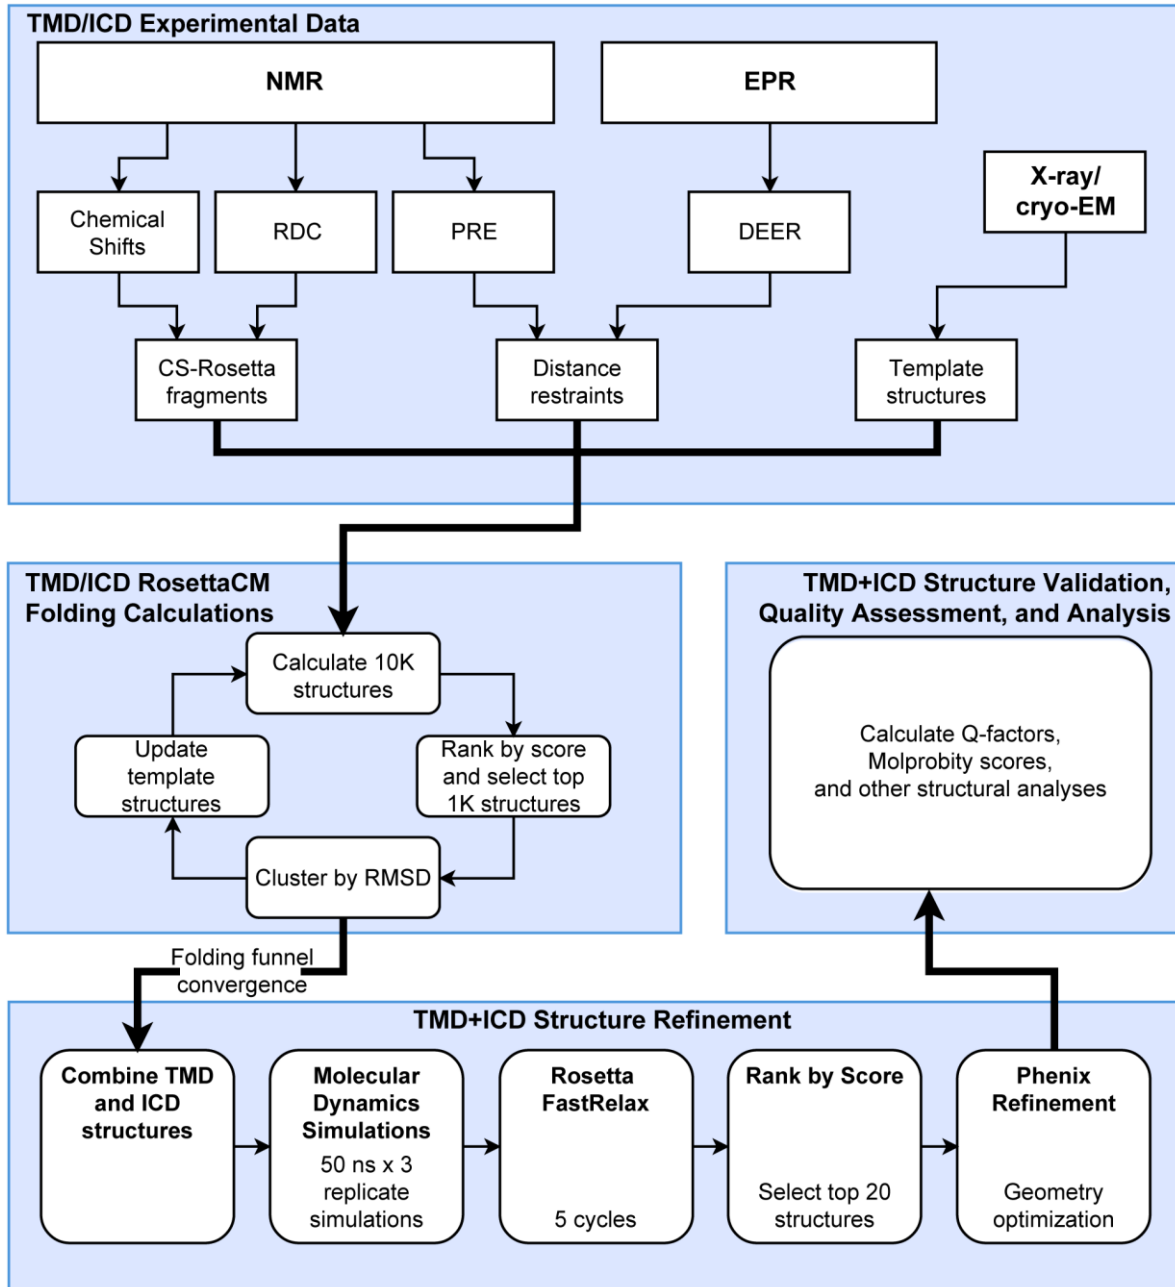 TMD/ICD Experimental Data
NMR
EPR
X-ray/
cryo-EM
Chemical
Shifts
RDC
PRE
DEER
CS-Rosetta
fragments
Distance
restraints
Template
structures
TMD/ICD RosettaCM
Folding Calculations
Calculate 10K
structures
Rank by score
and select top
1K structures
Cluster by RMSD
Update
template
structures
Folding funnel
convergence
TMD+ICD Structure Validation,
Quality Assessment, and Analysis
Calculate Q-factors,
Molprobity scores,
and other structural analyses
TMD+ICD Structure Refinement
Combine TMD
and ICD
structures
Molecular
Dynamics
Simulations
50 ns x 3
replicate
simulations
Rosetta
FastRelax
5 cycles
Rank by Score
Select top 20
structures
Phenix
Refinement
Geometry
optimization